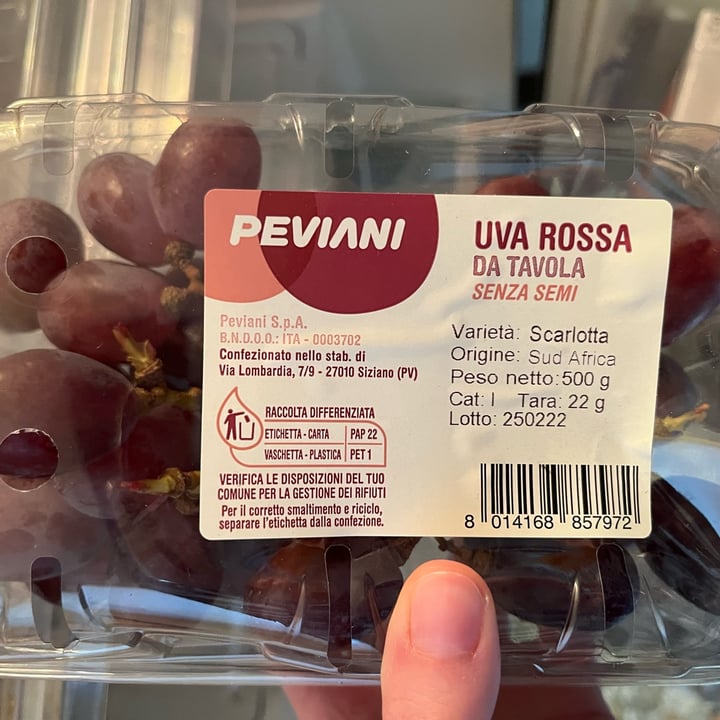 PEVIANI
Peviani S.p.A.
B.N.D.O.O.: ITA - 0003702
Confezionato nello stab. di
Via Lombardia, 7/9 - 27010 Siziano (PV)
RACCOLTA DIFFERENZIATA
ETICHETTA - CARTA PAP 22
VASCHETTA - PLASTICA PET 1
VERIFICA LE DISPOSIZIONI DEL TUO
COMUNE PER LA GESTIONE DEI RIFIUTI
Per il corretto smaltimento e riciclo,
separare l'etichetta dalla confezione.
UVA ROSSA
DA TAVOLA
SENZA SEMI
Varietà: Scarlotta
Origine: Sud Africa
Peso netto: 500 g
Cat: I Tara: 22 g
Lotto: 250222
8 014168 857972